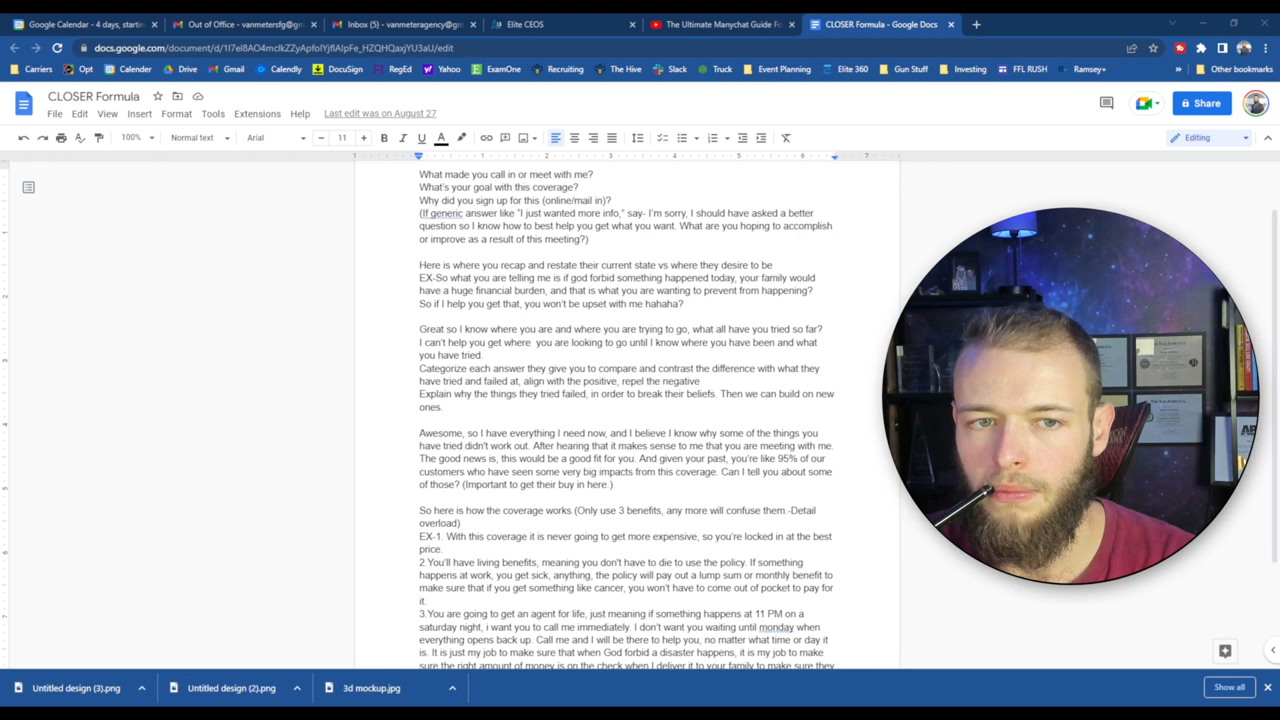 Google Calendar - 4 days, startin
Out of Office - vanmetersfg@gm
Inbox (5) - vanmeteragency@gm
Elite CEOS
The Ultimate Manychat Guide Fo
CLOSER Formula - Google Docs
docs.google.com/document/d/
/edit
Carriers
Opt
Calender
Drive
Gmail
Calendly
DocuSign
RegEd
Yahoo
ExamOne
Recruiting
The Hive
Slack
Truck
Event Planning
Elite 360
Gun Stuff
Investing
FFL RUSH
Ramsey+
Other bookmarks
CLOSER Formula
File Edit View Insert Format Tools Extensions Help Last edit was on August 27
Share
100% Normal text Arial 11
Editing
What made you call in or meet with me?
What's your goal with this coverage?
Why did you sign up for this (online/mail in)?
(If generic answer like “I just wanted more info,” say- I’m sorry, I should have asked a better
question so I know how to best help you get what you want. What are you hoping to accomplish
or improve as a result of this meeting?)
Here is where you recap and restate their current state vs where they desire to be
EX-So what you are telling me is if god forbid something happened today, your family would
have a huge financial burden, and that is what you are wanting to prevent from happening?
So if I help you get that, you won’t be upset with me hahaha?
Great so I know where you are and where you are trying to go, what all have you tried so far?
I can’t help you get where you are looking to go until I know where you have been and what
you have tried.
Categorize each answer they give you to compare and contrast the difference with what they
have tried and failed at, align with the positive, repel the negative
Explain why the things they tried failed, in order to break their beliefs. Then we can build on new
ones.
Awesome, so I have everything I need now, and I believe I know why some of the things you
have tried didn’t work out. After hearing that it makes sense to me that you are meeting with me.
The good news is, this would be a good fit for you. And given your past, you’re like 95% of our
customers who have seen some very big impacts from this coverage. Can I tell you about some
of those? (Important to get their buy in here.)
So here is how the coverage works.(Only use 3 benefits, any more will confuse them.-Detail
overload)
EX-1. With this coverage it is never going to get more expensive, so you’re locked in at the best
price.
2.You’ll have living benefits, meaning you don't have to die to use the policy. If something
happens at work, you get sick, anything, the policy will pay out a lump sum or monthly benefit to
make sure that if you get something like cancer, you won’t have to come out of pocket to pay for
it.
3.You are going to get an agent for life, just meaning if something happens at 11 PM on a
saturday night, i want you to call me immediately. I don’t want you waiting until monday when
everything opens back up. Call me and I will be there to help you, no matter what time or day it
is. It is just my job to make sure that when God forbid a disaster happens, it is my job to make
sure the right amount of money is on the check when I deliver it to your family to make sure they
Untitled design (3).png
Untitled design (2).png
3d mockup.jpg
Show all